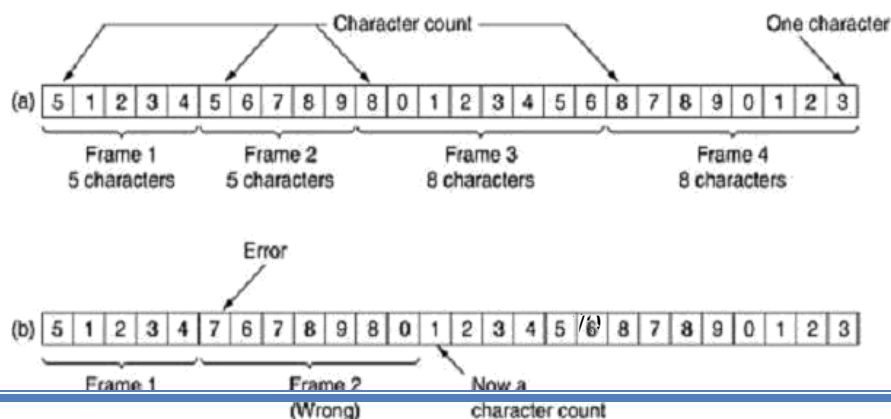 Character count One character
(a) 5 1 2 3 4 5 6 7 8 9 8 0 1 2 3 4 5 6 8 7 8 9 0 1 2 3
Frame 1 Frame 2 Frame 3 Frame 4
5 characters 5 characters 8 characters 8 characters
Error
(b) 5 1 2 3 4 7 6 7 8 9 8 0 1 2 3 4 5 6 8 7 8 9 0 1 2 3
Frame 1 Frame 2 Now a
(Wrong) character count